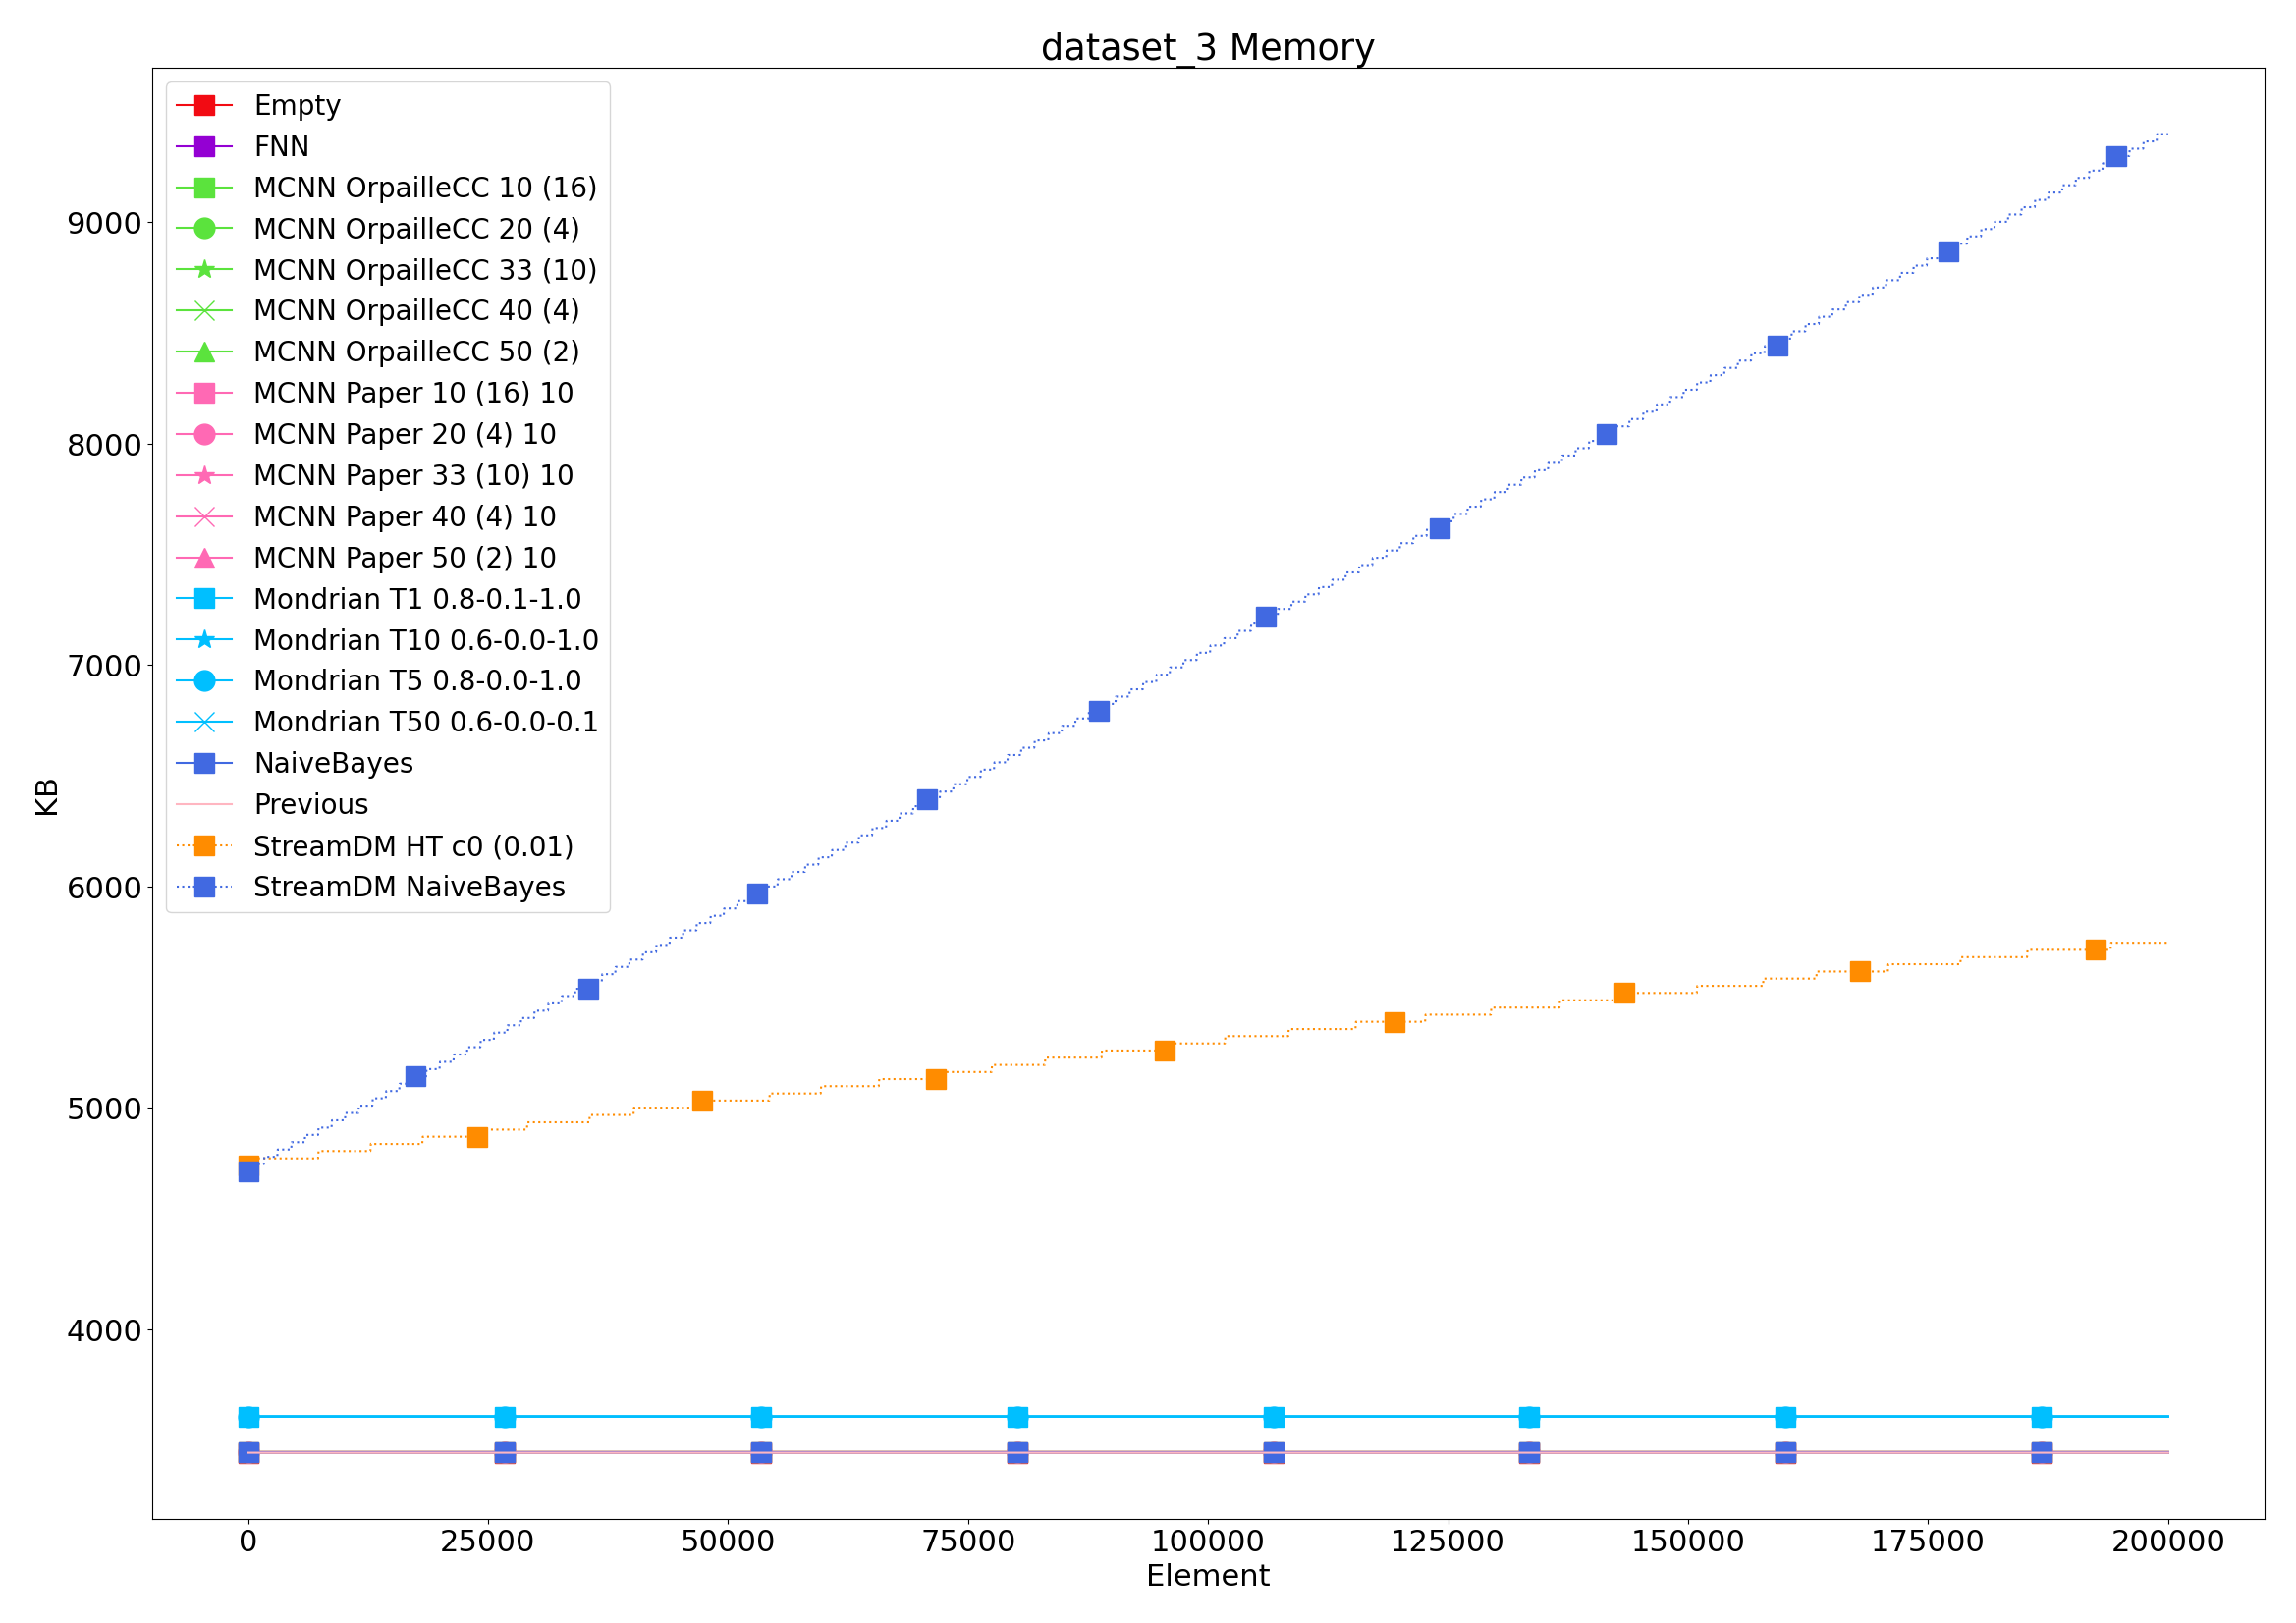 dataset_3 Memory
Empty
FNN
MCNN OrpailleCC 10 (16)
MCNN OrpailleCC 20 (4)
MCNN OrpailleCC 33 (10)
MCNN OrpailleCC 40 (4)
MCNN OrpailleCC 50 (2)
MCNN Paper 10 (16) 10
MCNN Paper 20 (4) 10
MCNN Paper 33 (10) 10
MCNN Paper 40 (4) 10
MCNN Paper 50 (2) 10
Mondrian T1 0.8-0.1-1.0
Mondrian T10 0.6-0.0-1.0
Mondrian T5 0.8-0.0-1.0
Mondrian T50 0.6-0.0-0.1
NaiveBayes
Previous
StreamDM HT c0 (0.01)
StreamDM NaiveBayes
KB
9000
8000
7000
6000
5000
4000
0 25000 50000 75000 100000 125000 150000 175000 200000
Element